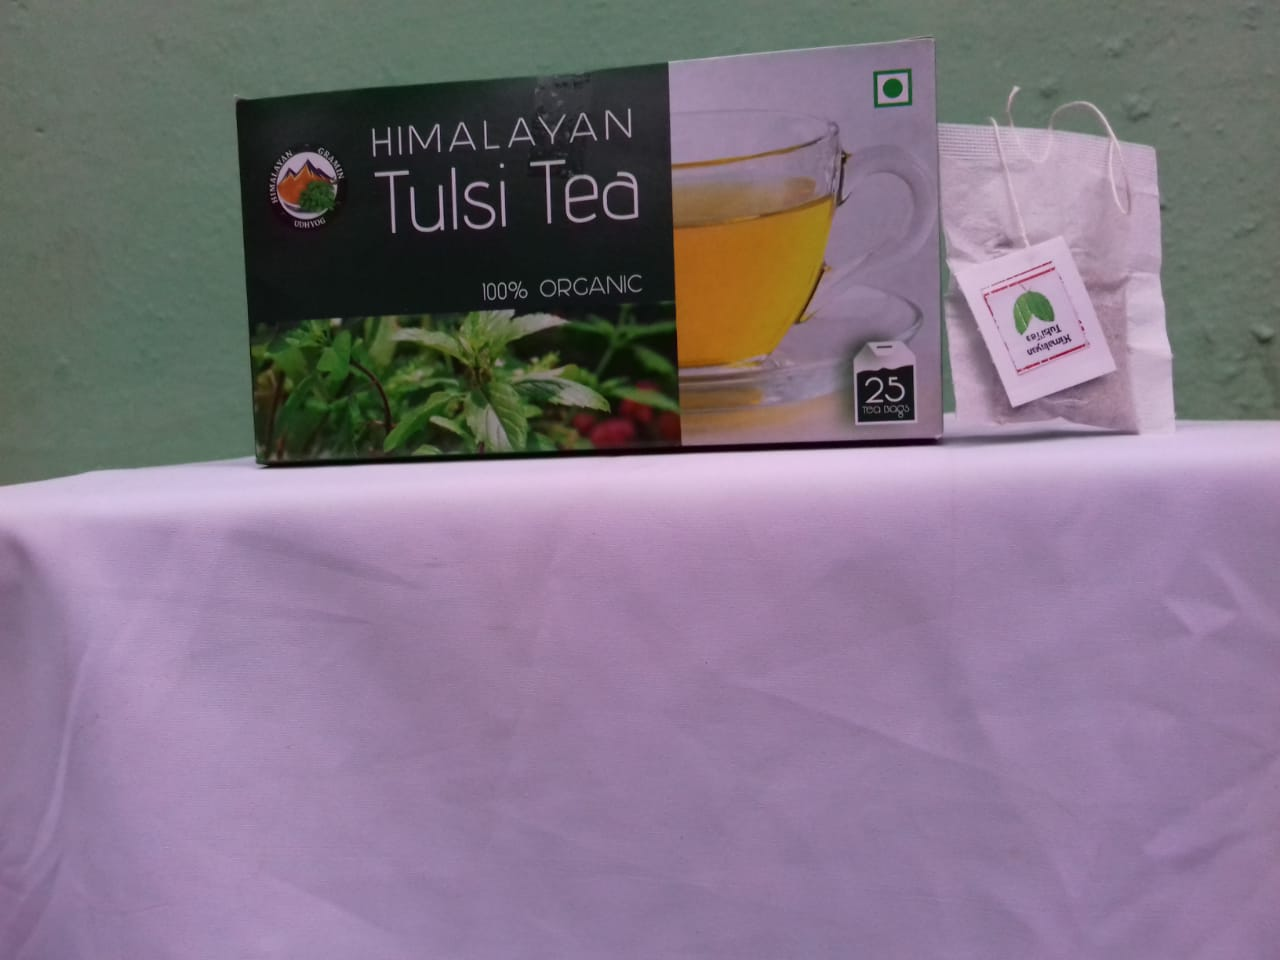 HIMALAYAN
Tulsi Tea
100% ORGANIC
HIMALAYAN GRAMIN
UDHYOG
25
TEA BAGS
Himalayan
Tulsi Tea